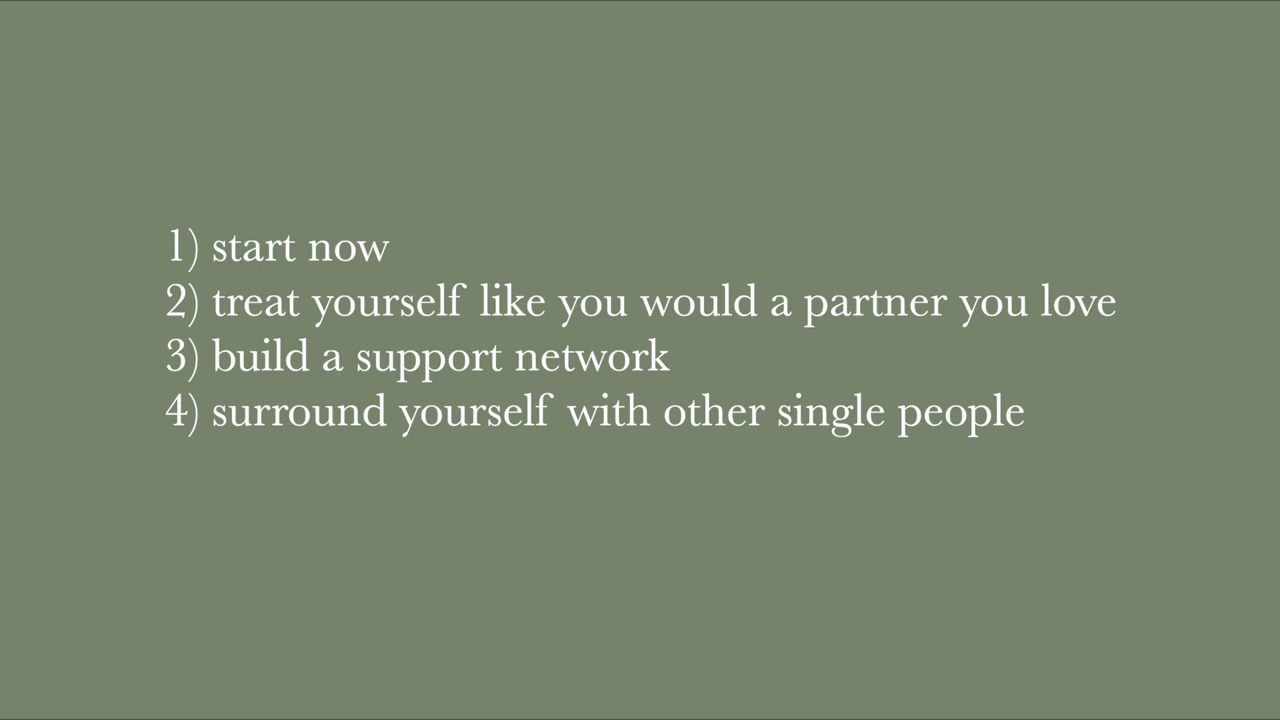 1) start now
2) treat yourself like you would a partner you love
3) build a support network
4) surround yourself with other single people